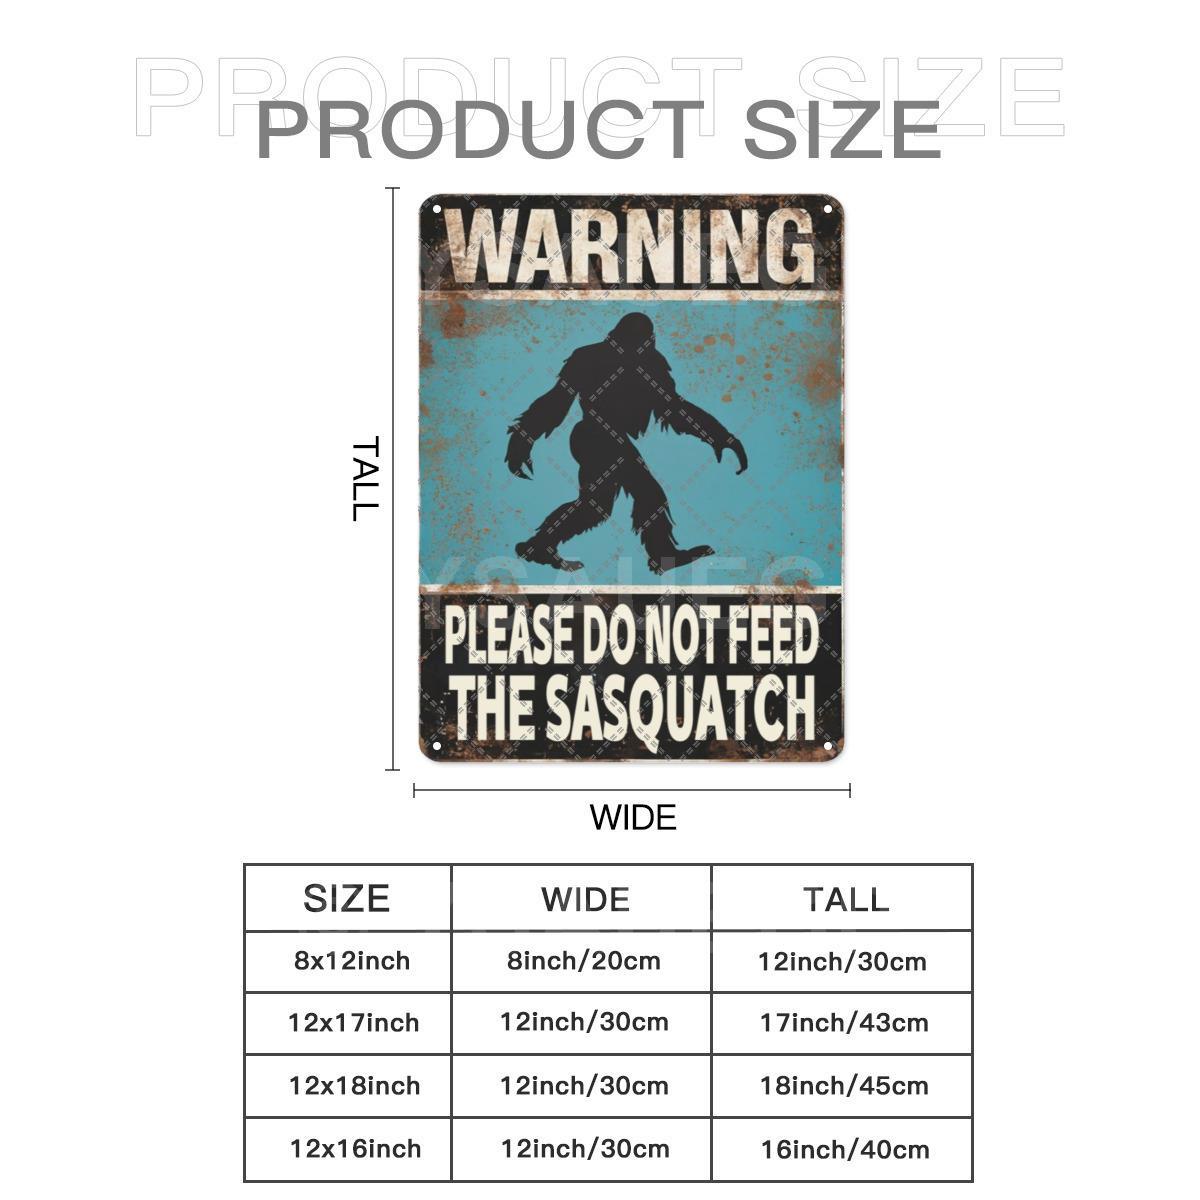 PRODUCT SIZE
PRODUCT SIZE
WARNING
PLEASE DO NOT FEED
THE SASQUATCH
TALL
WIDE
SIZE WIDE TALL
8x12inch 8inch/20cm 12inch/30cm
12x17inch 12inch/30cm 17inch/43cm
12x18inch 12inch/30cm 18inch/45cm
12x16inch 12inch/30cm 16inch/40cm